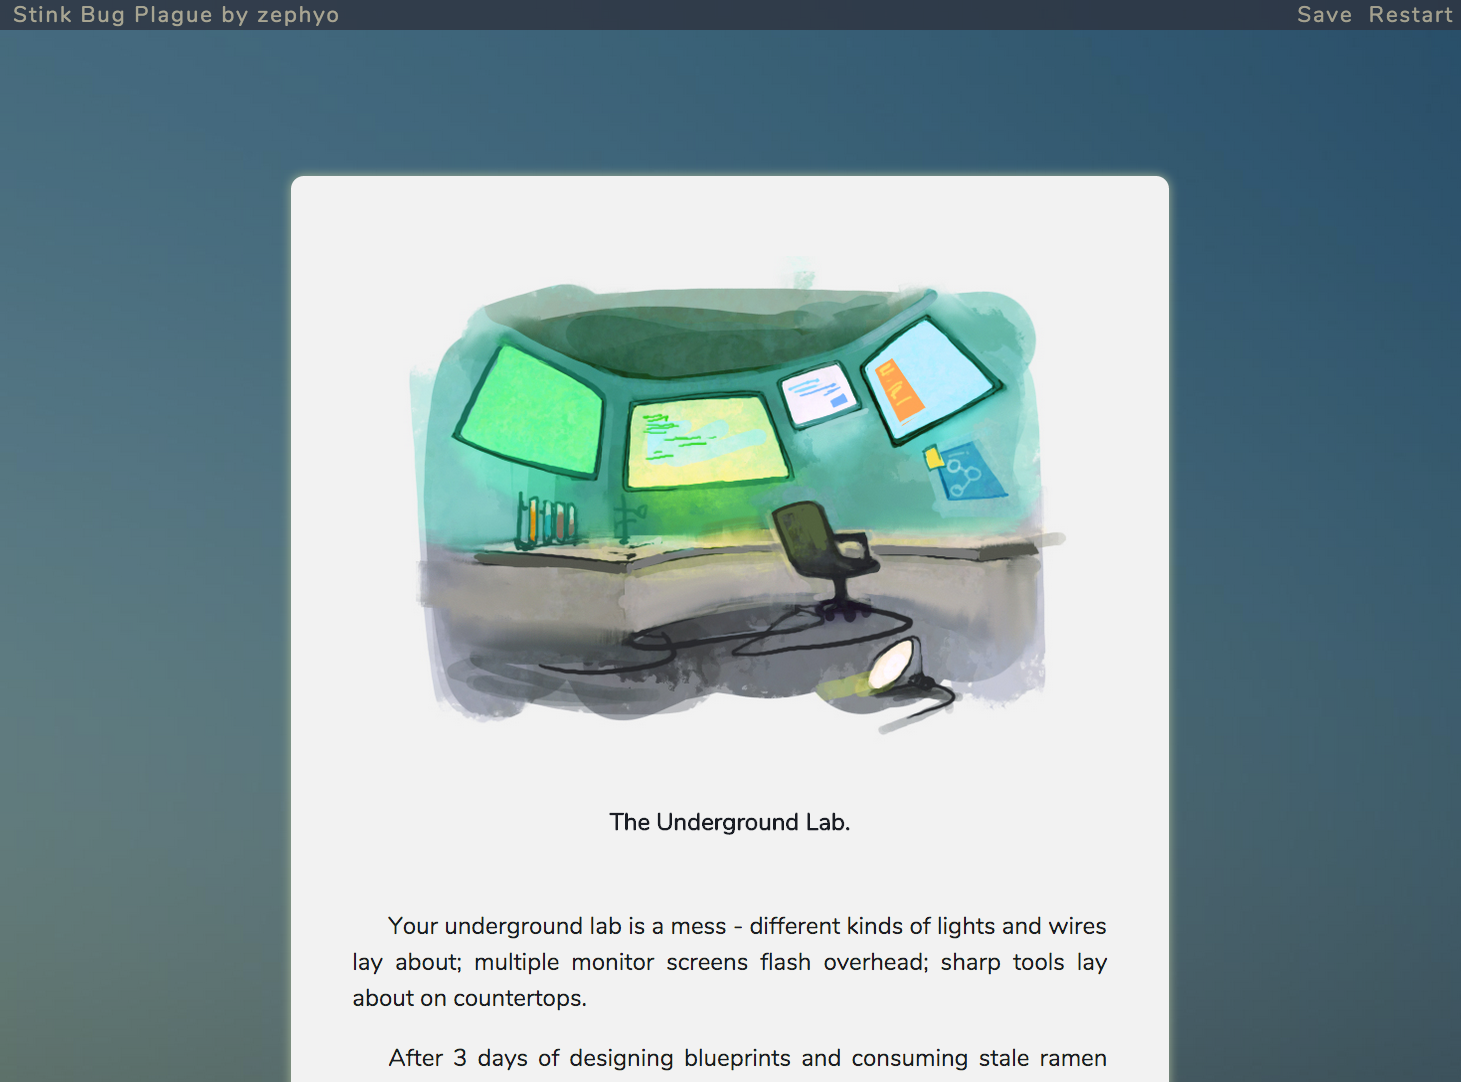 Stink Bug Plague by zephyo
Save Restart
The Underground Lab.
Your underground lab is a mess - different kinds of lights and wires
lay about; multiple monitor screens flash overhead; sharp tools lay
about on countertops.
After 3 days of designing blueprints and consuming stale ramen